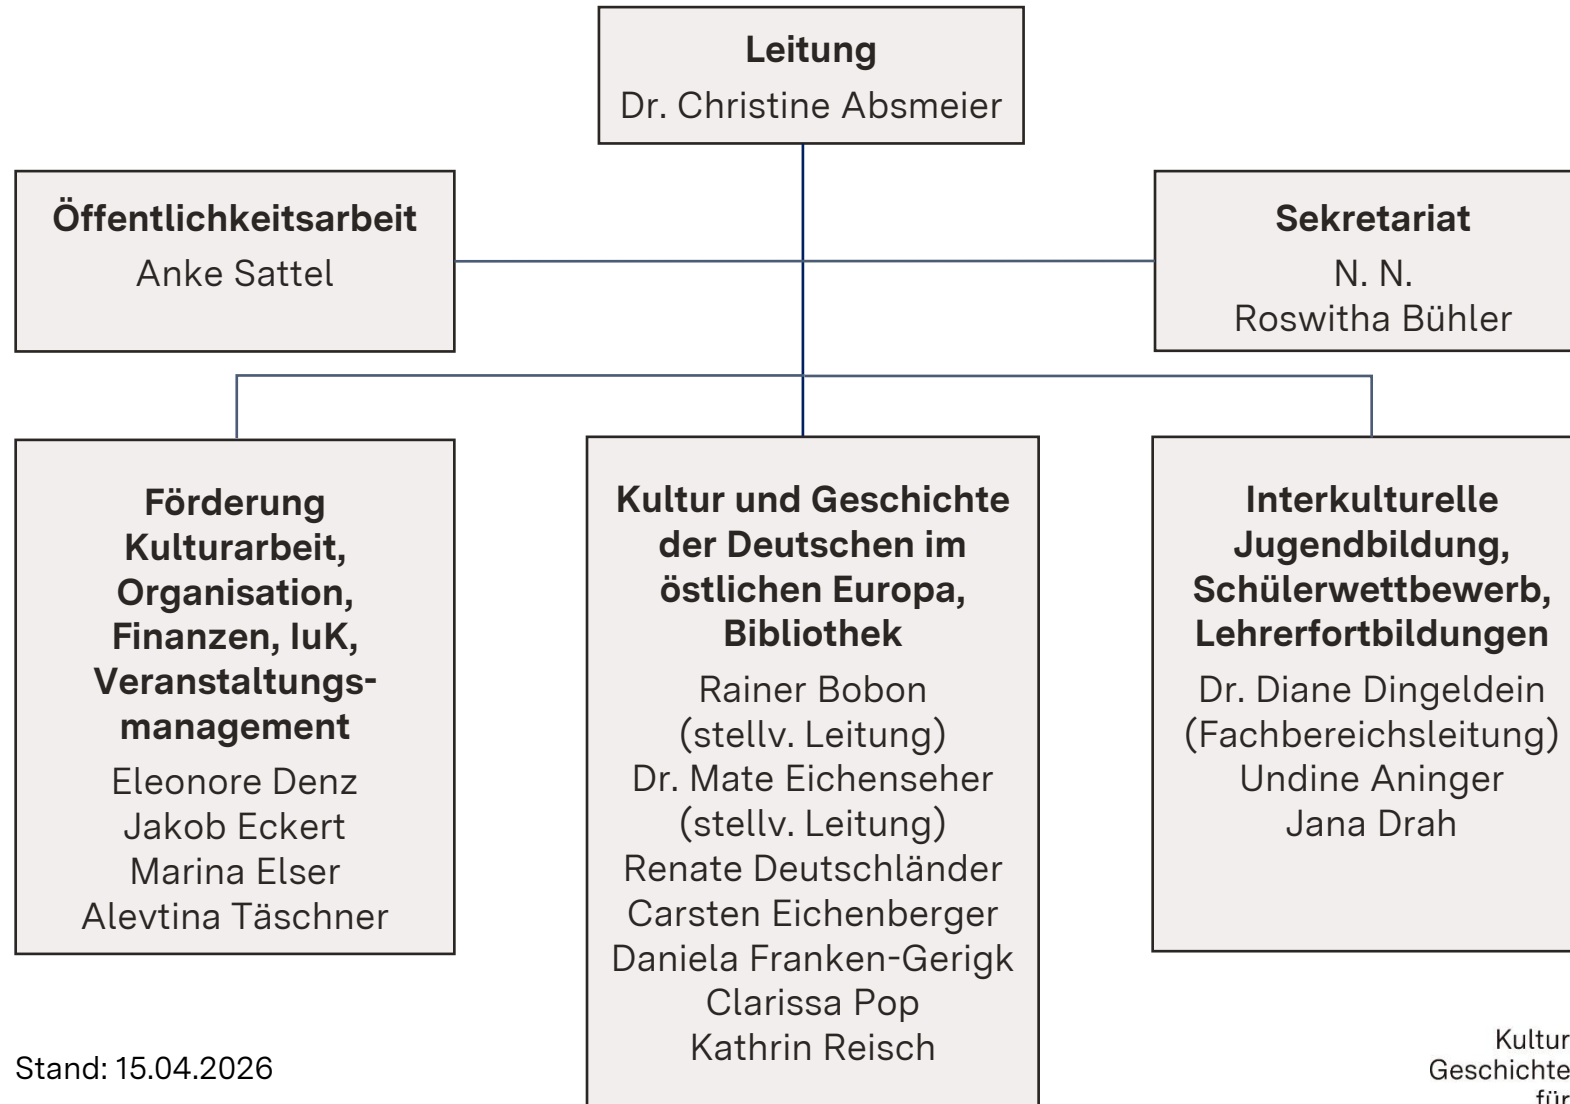 Leitung
Dr. Christine Absmeier
Öffentlichkeitsarbeit
Anke Sattel
Sekretariat
N. N.
Roswitha Bühler
Förderung
Kulturarbeit,
Organisation,
Finanzen, IuK,
Veranstaltungs-
management
Eleonore Denz
Jakob Eckert
Marina Elser
Alevtina Täschner
Kultur und Geschichte
der Deutschen im
östlichen Europa,
Bibliothek
Rainer Bobon
(stellv. Leitung)
Dr. Mate Eichenseher
(stellv. Leitung)
Renate Deutschländer
Carsten Eichenberger
Daniela Franken-Gerigk
Clarissa Pop
Kathrin Reisch
Interkulturelle
Jugendbildung,
Schülerwettbewerb,
Lehrerfortbildungen
Dr. Diane Dingeldein
(Fachbereichsleitung)
Undine Aninger
Jana Drah
Stand: 15.04.2026
Kultur
Geschichte
für